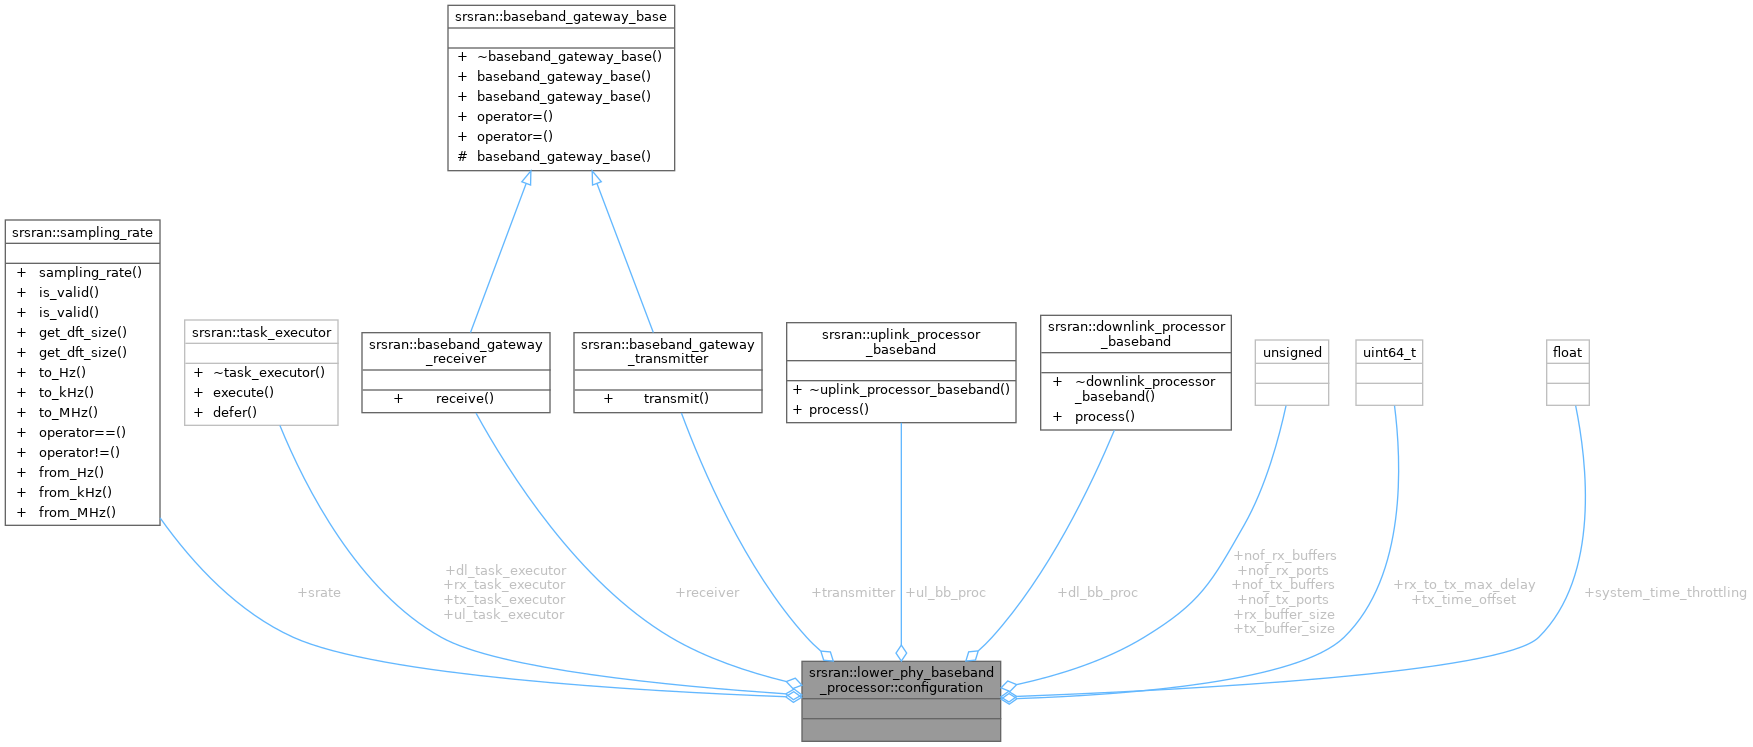 srsran::baseband_gateway_base
+ ~baseband_gateway_base()
+ baseband_gateway_base()
+ baseband_gateway_base()
+ operator=()
+ operator=()
# baseband_gateway_base()
srsran::sampling_rate
+ sampling_rate()
+ is_valid()
+ is_valid()
+ get_dft_size()
+ get_dft_size()
+ to_Hz()
+ to_kHz()
+ to_MHz()
+ operator==()
+ operator!=()
+ from_Hz()
+ from_kHz()
+ from_MHz()
srsran::task_executor
+ ~task_executor()
+ execute()
+ defer()
srsran::baseband_gateway
_receiver
+ receive()
srsran::baseband_gateway
_transmitter
+ transmit()
srsran::uplink_processor
_baseband
+ ~uplink_processor_baseband()
+ process()
srsran::downlink_processor
_baseband
+ ~downlink_processor
_baseband()
+ process()
unsigned
uint64_t
float
+srate
+dl_task_executor
+rx_task_executor
+tx_task_executor
+ul_task_executor
+receiver
+transmitter
+ul_bb_proc
+dl_bb_proc
+nof_rx_buffers
+nof_rx_ports
+nof_tx_buffers
+nof_tx_ports
+rx_buffer_size
+tx_buffer_size
+rx_to_tx_max_delay
+tx_time_offset
+system_time_throttling
srsran::lower_phy_baseband
_processor::configuration